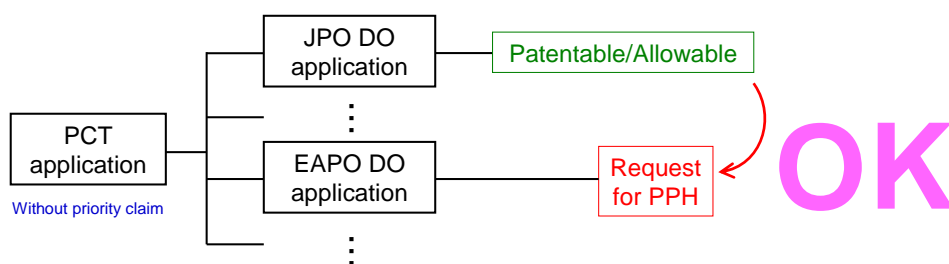 JPO DO
application
Patentable/Allowable
PCT
application
Without priority claim
EAPO DO
application
Request
for PPH
OK